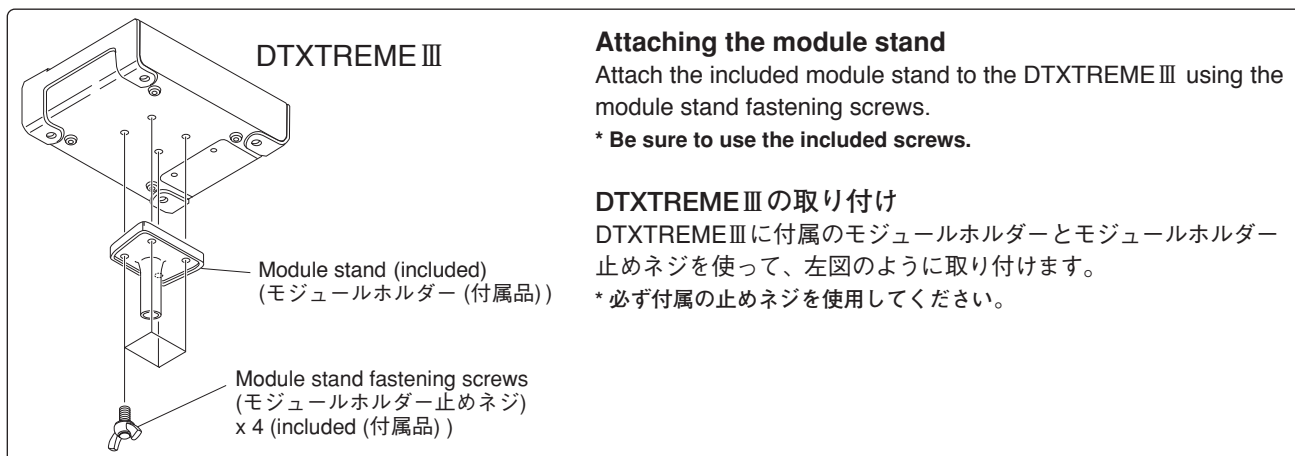 DTXTREMEⅢ
Module stand (included)
(モジュールホルダー (付属品) )
Module stand fastening screws
(モジュールホルダー止めネジ)
x 4 (included (付属品) )
Attaching the module stand
Attach the included module stand to the DTXTREMEⅢ using the
module stand fastening screws.
* Be sure to use the included screws.
DTXTREMEⅢの取り付け
DTXTREMEⅢに付属のモジュールホルダーとモジュールホルダー
止めネジを使って、左図のように取り付けます。
* 必ず付属の止めネジを使用してください。